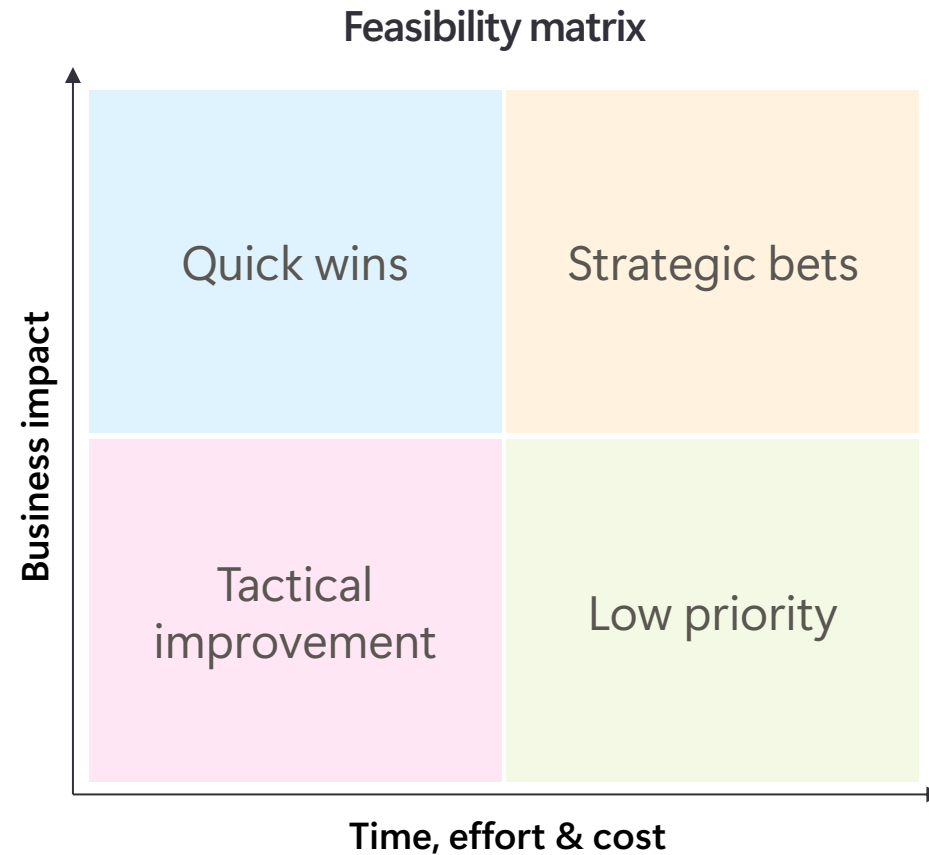 Feasibility matrix
Quick wins
Strategic bets
Business impact
Tactical
improvement
Low priority
Time, effort & cost